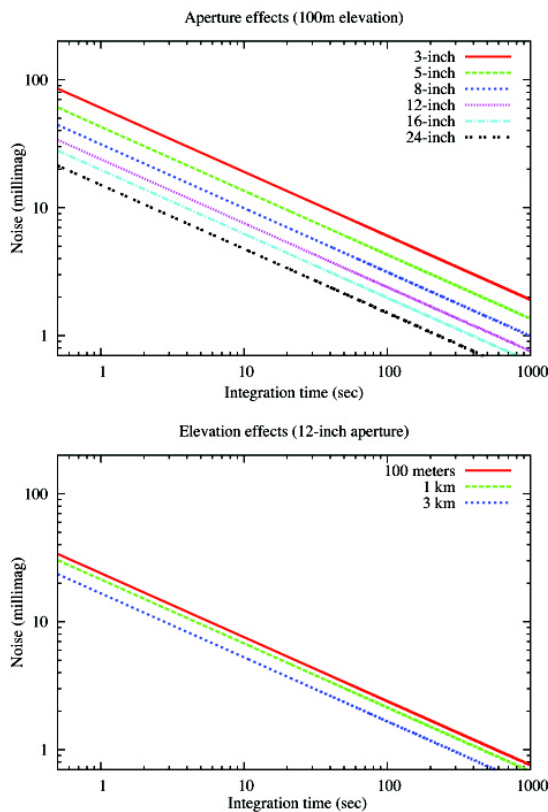 Aperture effects (100m elevation)
3-inch
5-inch
8-inch
12-inch
16-inch
24-inch
100
10
1
Noise (millimag)
1 10 100 1000
Integration time (sec)
Elevation effects (12-inch aperture)
100 meters
1 km
3 km
100
10
1
Noise (millimag)
1 10 100 1000
Integration time (sec)